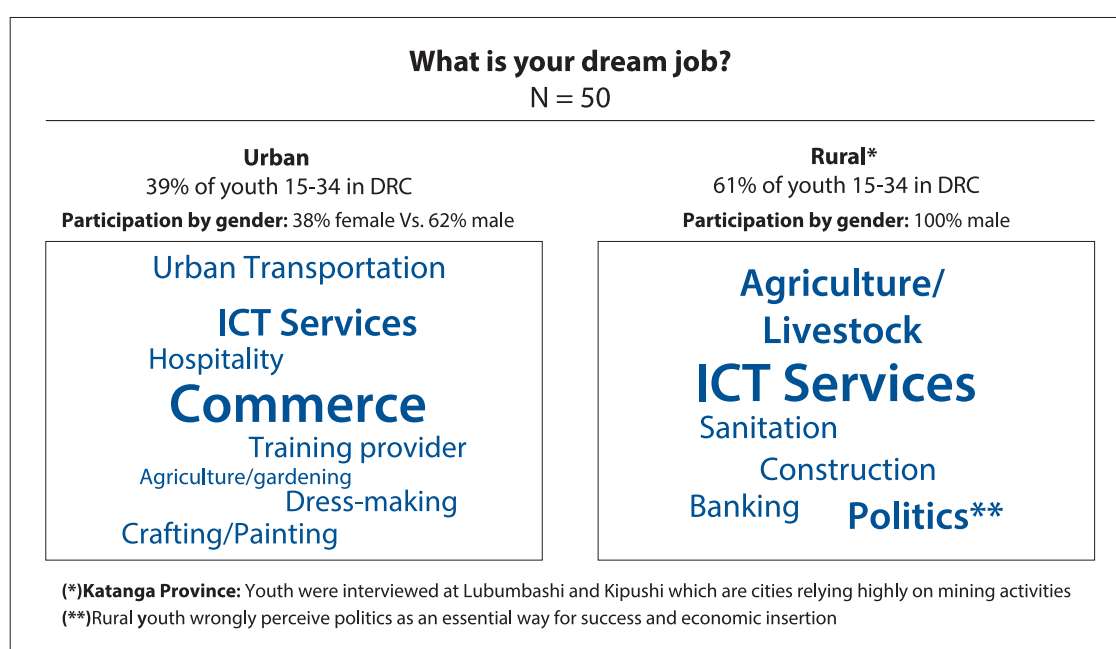 What is your dream job?
N = 50
Urban
39% of youth 15-34 in DRC
Participation by gender: 38% female Vs. 62% male
Urban Transportation
ICT Services
Hospitality
Commerce
Training provider
Agriculture/gardening
Dress-making
Crafting/Painting
Rural*
61% of youth 15-34 in DRC
Participation by gender: 100% male
Agriculture/
Livestock
ICT Services
Sanitation
Construction
Banking
Politics**
(*)Katanga Province: Youth were interviewed at Lubumbashi and Kipushi which are cities relying highly on mining activities
(**)Rural youth wrongly perceive politics as an essential way for success and economic insertion